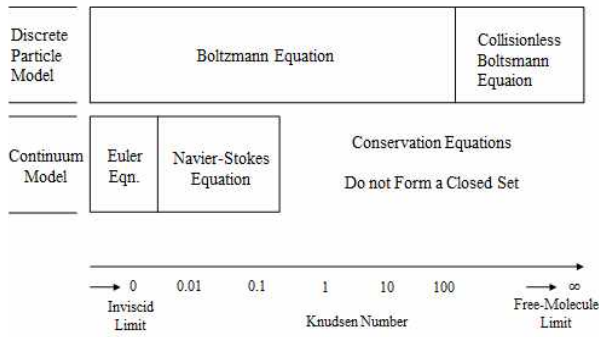 Discrete
Particle
Model
Boltzmann Equation
Collisionless
Boltsmann
Equaion
Continuum
Model
Euler
Eqn.
Navier-Stokes
Equation
Conservation Equations
Do not Form a Closed Set
0 0.01 0.1 1 10 100 ∞
Inviscid
Limit
Knudsen Number
Free-Molecule
Limit